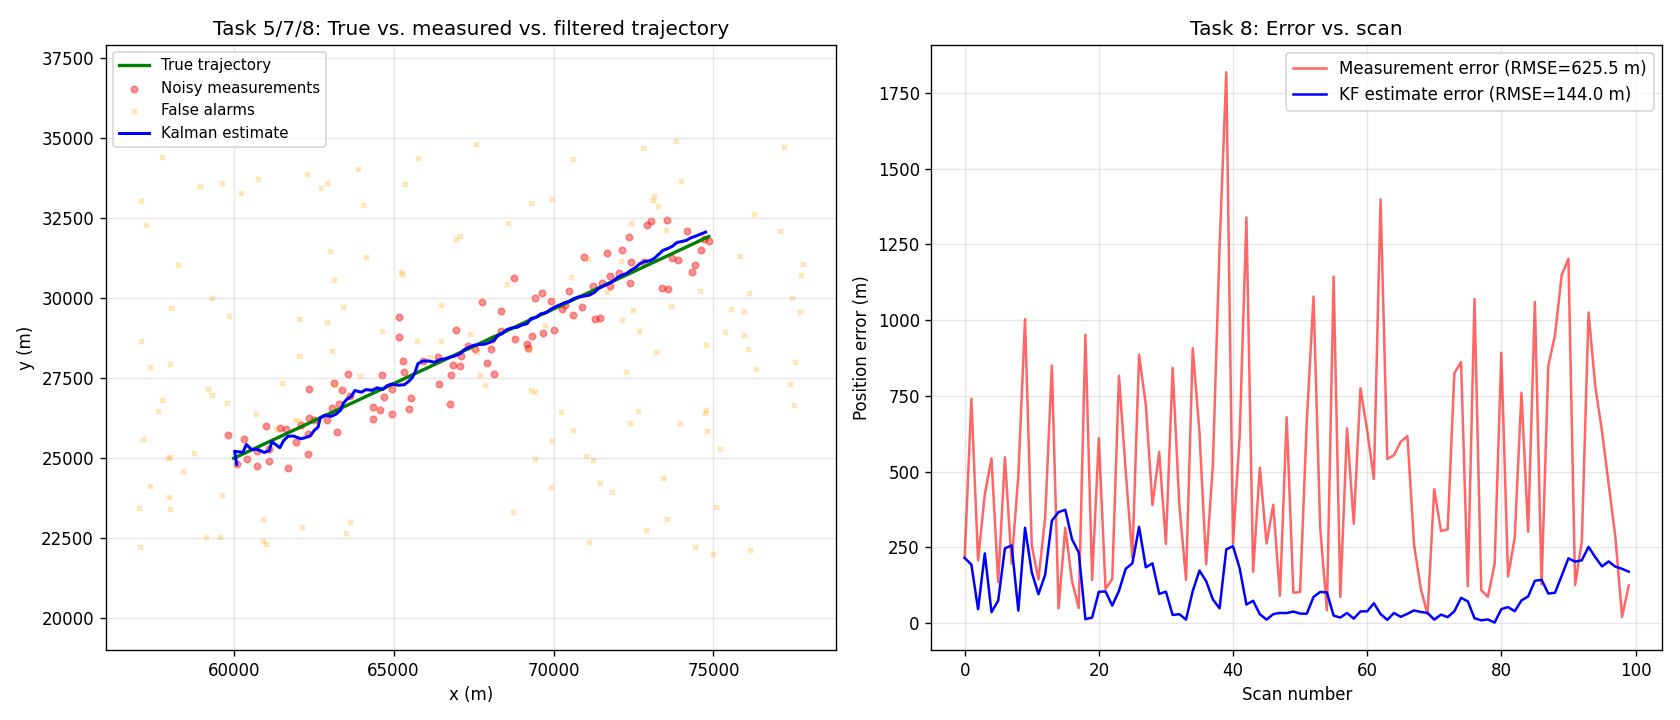 Task 5/7/8: True vs. measured vs. filtered trajectory
True trajectory
Noisy measurements
False alarms
Kalman estimate
37500
35000
32500
30000
27500
25000
22500
20000
y (m)
60000
65000
70000
75000
x (m)
Task 8: Error vs. scan
Measurement error (RMSE=625.5 m)
KF estimate error (RMSE=144.0 m)
1750
1500
1250
1000
750
500
250
0
Position error (m)
0
20
40
60
80
100
Scan number